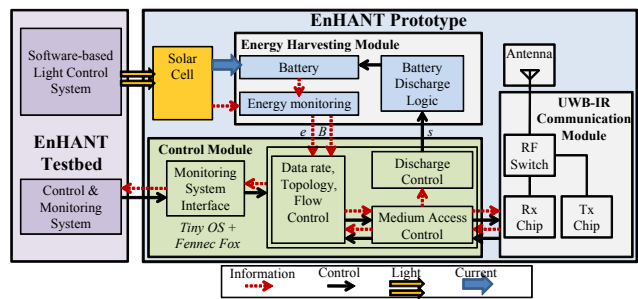 EnHANT Prototype
Software-based
Light Control
System
Solar
Cell
Energy Harvesting Module
Battery
Energy monitoring
Battery
Discharge
Logic
Antenna
UWB-IR
Communication
Module
RF
Switch
Rx
Chip
Tx
Chip
EnHANT
Testbed
Control &
Monitoring
System
e
B
s
Control Module
Monitoring
System
Interface
Tiny OS +
Fennec Fox
Data rate,
Topology,
Flow
Control
Discharge
Control
Medium Access
Control
Information
Control
Light
Current